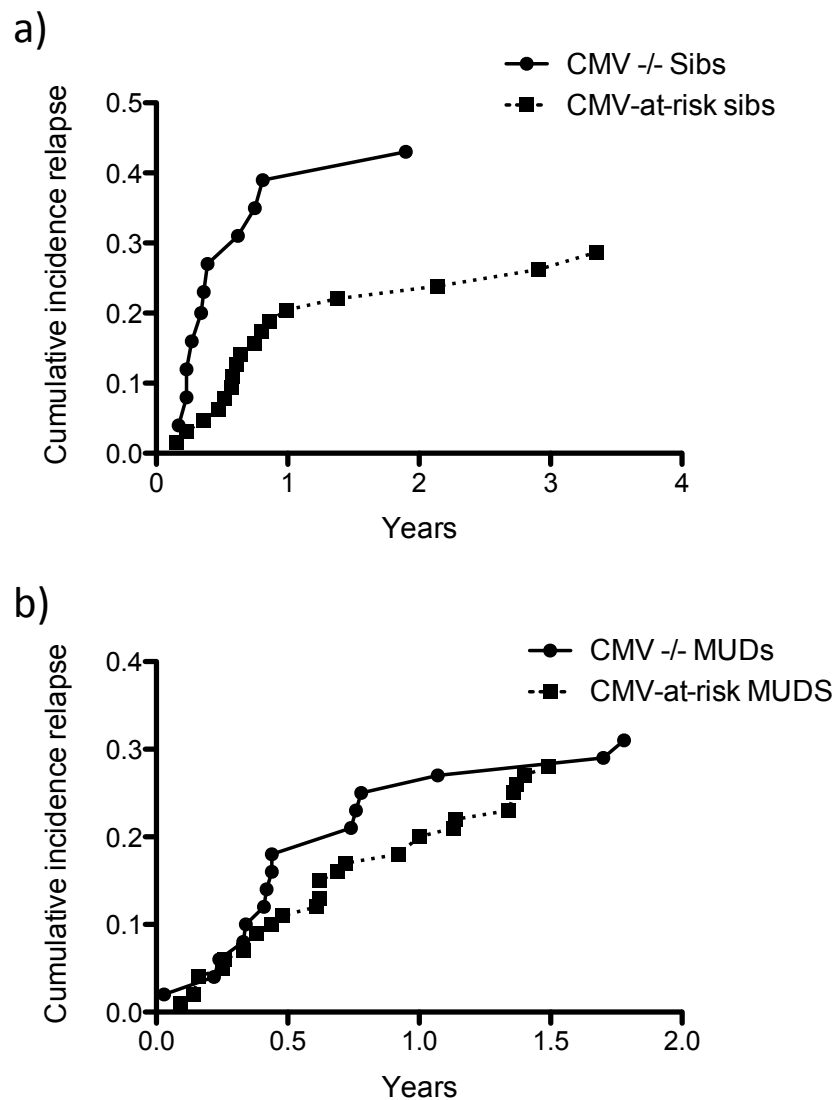 a)
CMV -/- Sibs
CMV-at-risk sibs
Cumulative incidence relapse
0.5
0.4
0.3
0.2
0.1
0.0
0 1 2 3 4
Years
b)
CMV -/- MUDs
CMV-at-risk MUDS
Cumulative incidence relapse
0.4
0.3
0.2
0.1
0.0
0.0 0.5 1.0 1.5 2.0
Years